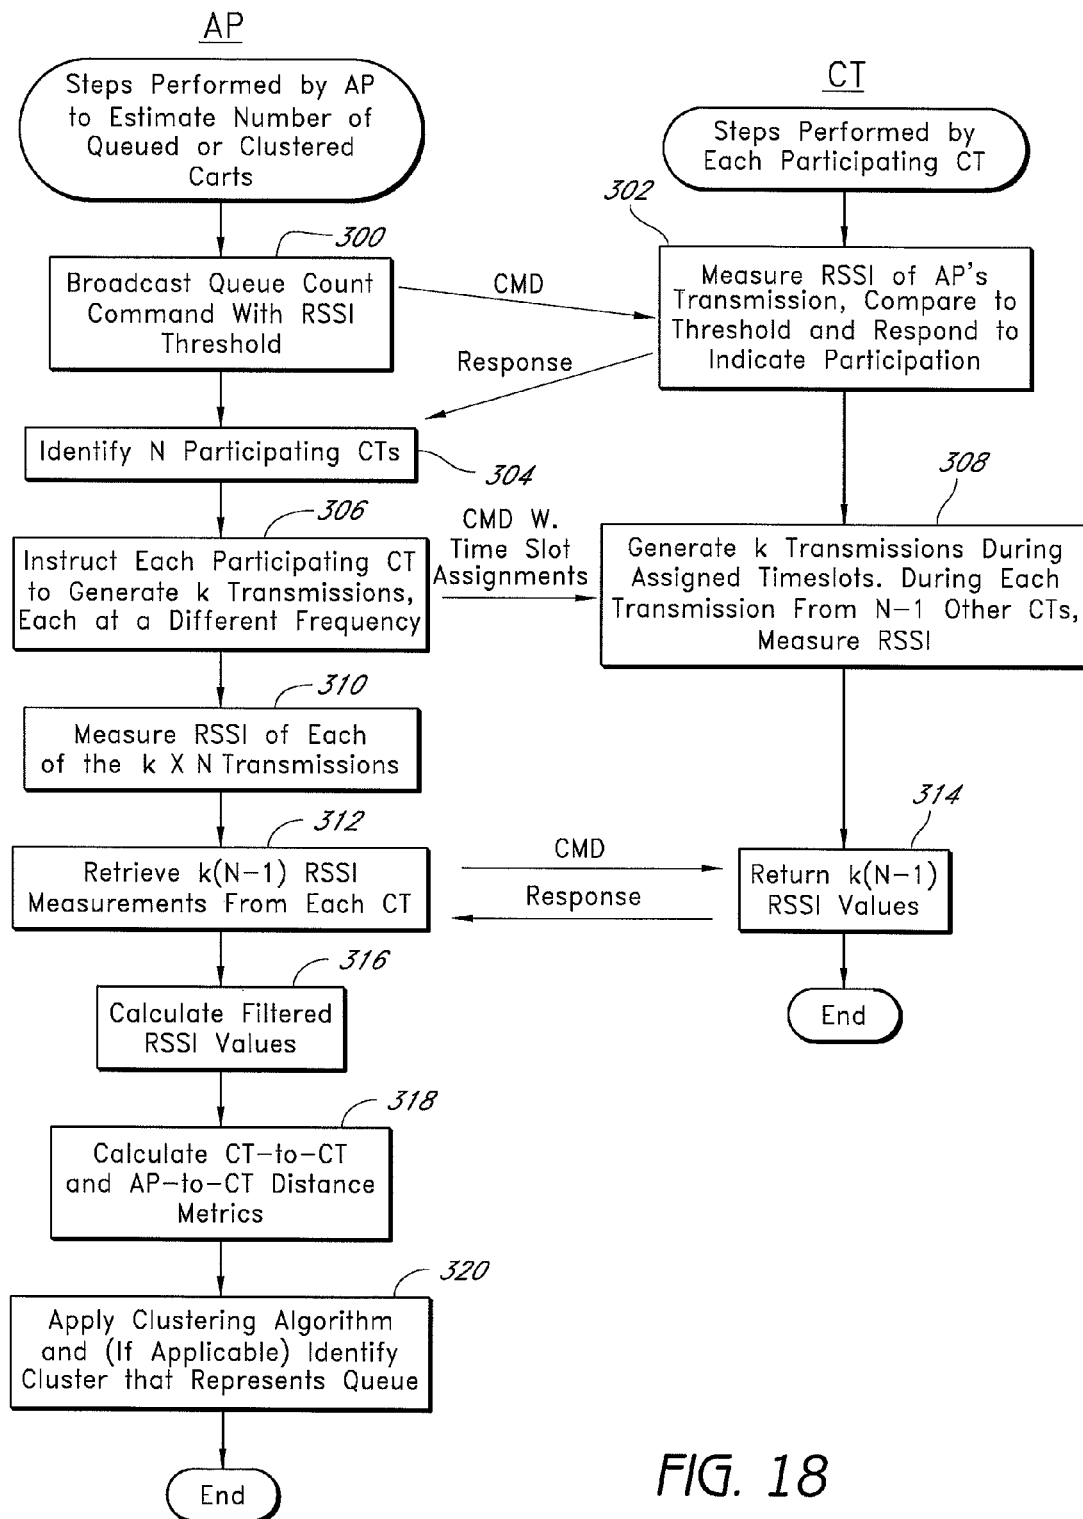 AP
Steps Performed by AP
to Estimate Number of
Queued or Clustered
Carts
CT
Steps Performed by
Each Participating CT
300
302
Broadcast Queue Count
Command With RSSI
Threshold
CMD
Measure RSSI of AP's
Transmission, Compare to
Threshold and Respond to
Indicate Participation
Response
Identify N Participating CTs
304
306
308
Instruct Each Participating CT
to Generate k Transmissions,
Each at a Different Frequency
CMD W.
Time Slot
Assignments
Generate k Transmissions During
Assigned Timeslots. During Each
Transmission From N-1 Other CTs,
Measure RSSI
310
Measure RSSI of Each
of the k X N Transmissions
312
314
Retrieve k(N-1) RSSI
Measurements From Each CT
CMD
Response
Return k(N-1)
RSSI Values
316
Calculate Filtered
RSSI Values
End
318
Calculate CT-to-CT
and AP-to-CT Distance
Metrics
320
Apply Clustering Algorithm
and (If Applicable) Identify
Cluster that Represents Queue
End
FIG. 18